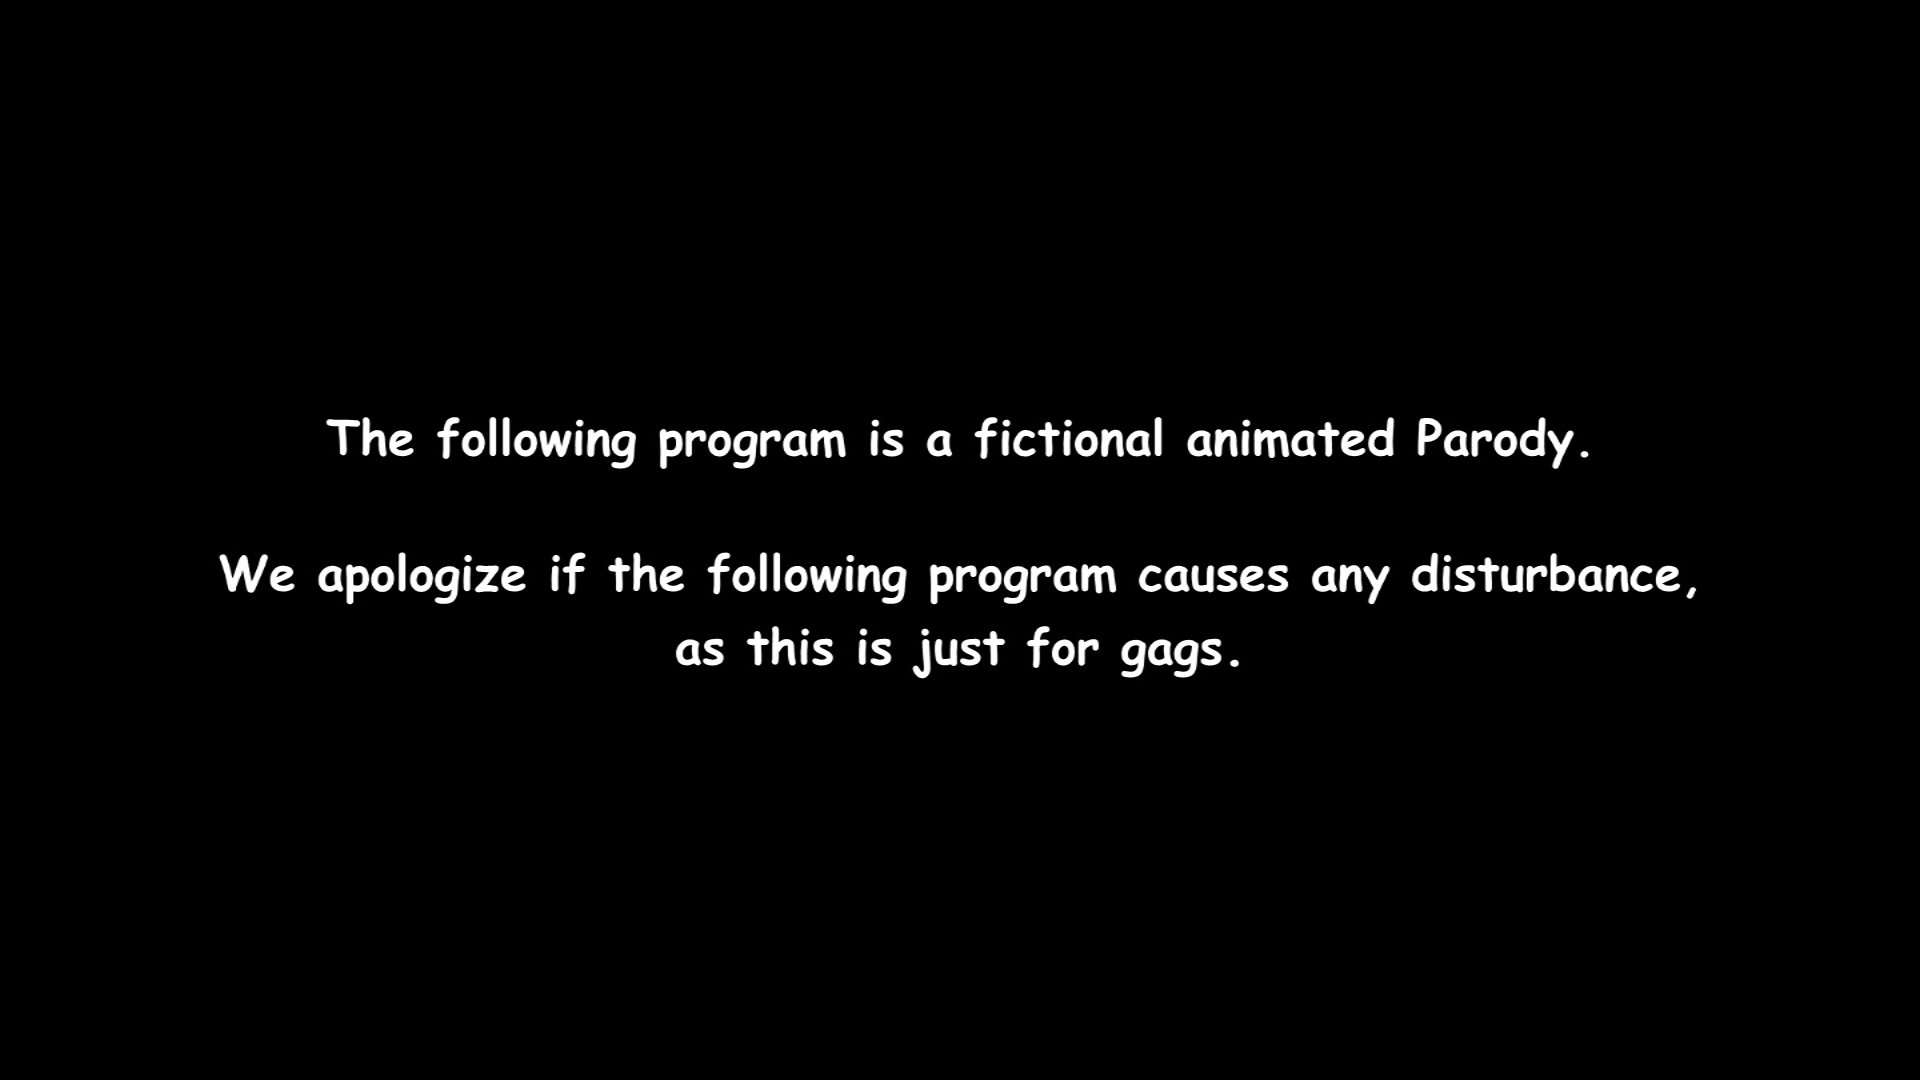 The following program is a fictional animated Parody.
We apologize if the following program causes any disturbance,
as this is just for gags.